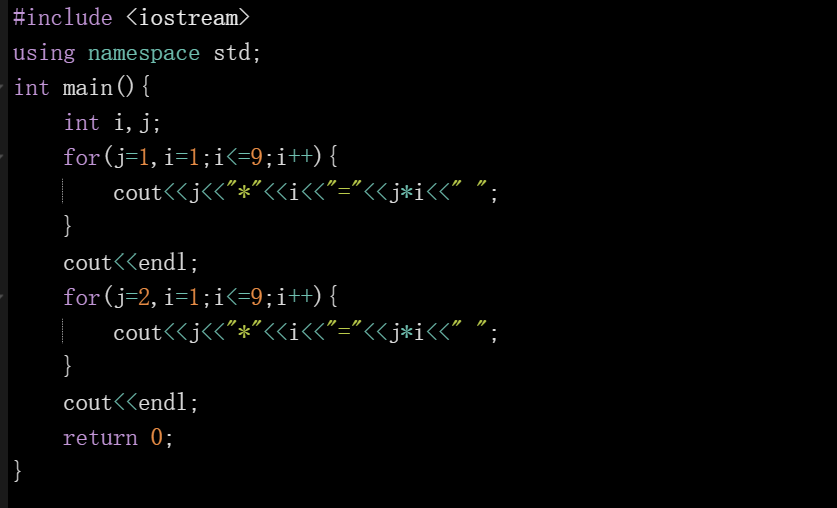 #include <iostream>
using namespace std;
int main(){
    int i,j;
    for(j=1,i=1;i<=9;i++){
        cout<<j<<"*"<<i<<"="<<j*i<<" ";
    }
    cout<<endl;
    for(j=2,i=1;i<=9;i++){
        cout<<j<<"*"<<i<<"="<<j*i<<" ";
    }
    cout<<endl;
    return 0;
}